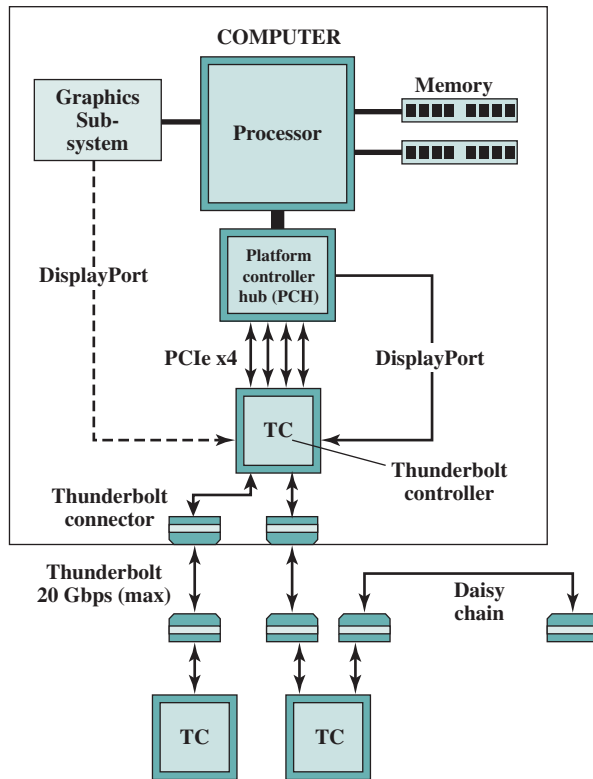 COMPUTER
Graphics
Sub-
system
Processor
Memory
Platform
controller
hub (PCH)
DisplayPort
PCIe x4
DisplayPort
TC
Thunderbolt
controller
Thunderbolt
connector
Thunderbolt
20 Gbps (max)
Daisy
chain
TC
TC